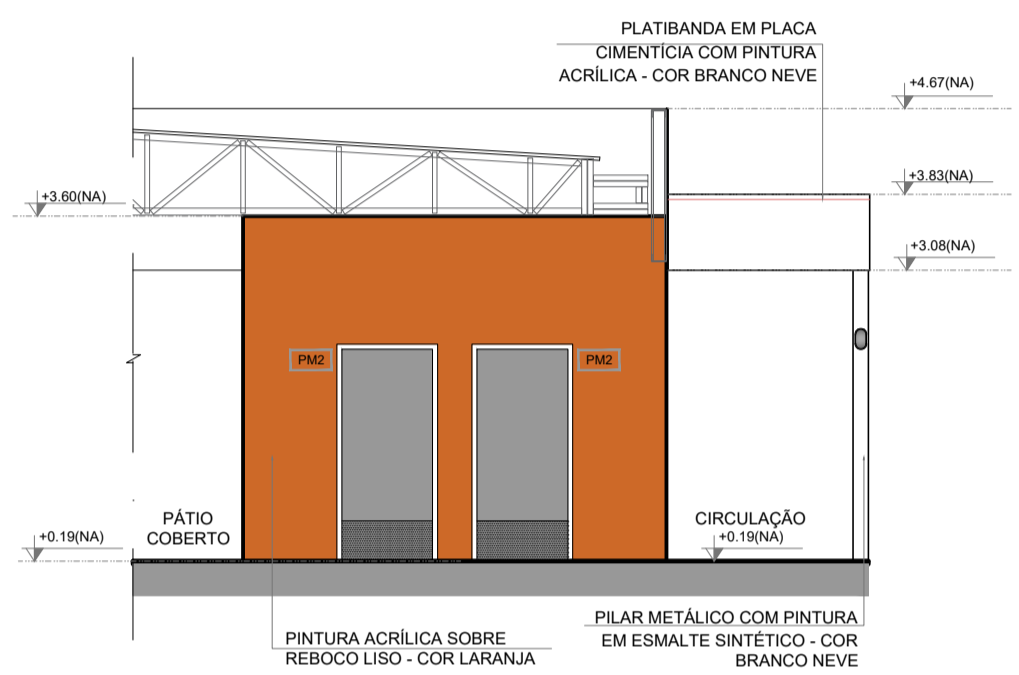 PLATIBANDA EM PLACA
CIMENTÍCIA COM PINTURA
ACRÍLICA - COR BRANCO NEVE
+4.67(NA)
+3.83(NA)
+3.60(NA)
+3.08(NA)
PM2
PM2
PÁTIO
COBERTO
+0.19(NA)
CIRCULAÇÃO
+0.19(NA)
PINTURA ACRÍLICA SOBRE
REBOCO LISO - COR LARANJA
PILAR METÁLICO COM PINTURA
EM ESMALTE SINTÉTICO - COR
BRANCO NEVE